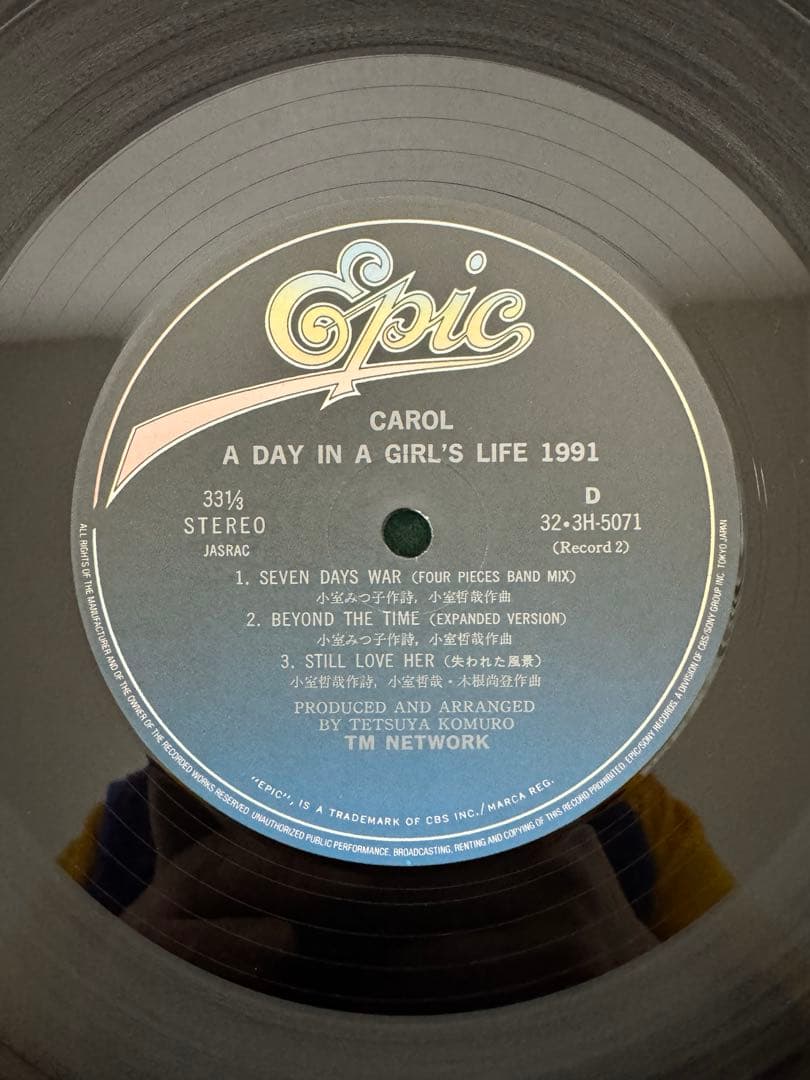 Epic
CAROL
A DAY IN A GIRL'S LIFE 1991
33⅓
STEREO
JASRAC
D
32•3H-5071
(Record 2)
1. SEVEN DAYS WAR (FOUR PIECES BAND MIX)
小室みつ子作詩, 小室哲哉作曲
2. BEYOND THE TIME (EXPANDED VERSION)
小室みつ子作詩, 小室哲哉作曲
3. STILL LOVE HER (失われた風景)
小室哲哉作詩, 小室哲哉・木根尚登作曲
PRODUCED AND ARRANGED
BY TETSUYA KOMURO
TM NETWORK
"EPIC", IS A TRADEMARK OF CBS INC./MARCA REG.
ALL RIGHTS OF THE MANUFACTURER AND OF THE OWNER OF THE RECORDED WORKS RESERVED. UNAUTHORIZED PUBLIC PERFORMANCE, BROADCASTING, RENTING AND COPYING OF THIS RECORD PROHIBITED. EPIC/SONY RECORDS. A DIVISION OF CBS/SONY GROUP INC. TOKYO JAPAN